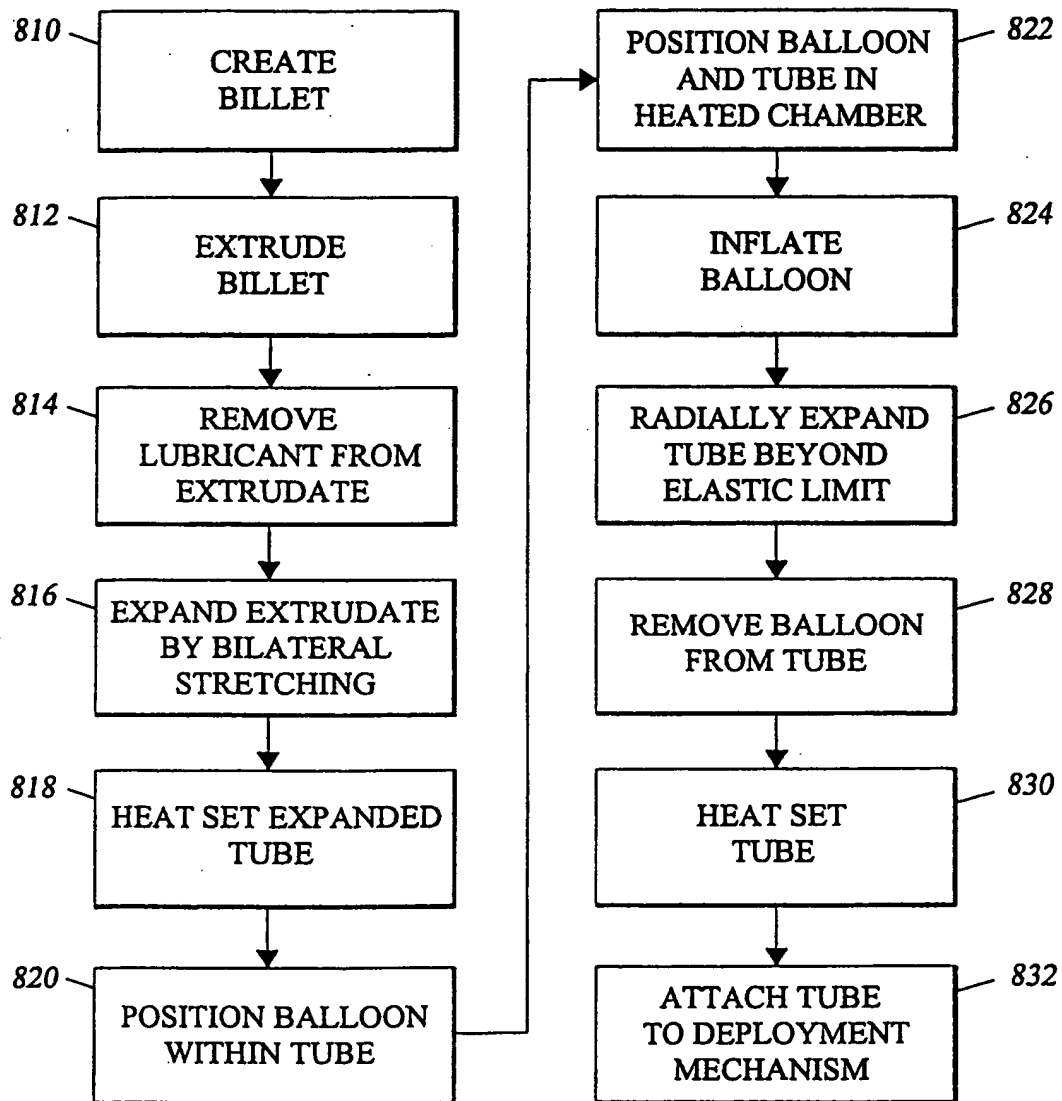 810
CREATE
BILLET
812
EXTRUDE
BILLET
814
REMOVE
LUBRICANT FROM
EXTRUDATE
816
EXPAND EXTRUDATE
BY BILATERAL
STRETCHING
818
HEAT SET EXPANDED
TUBE
820
POSITION BALLOON
WITHIN TUBE
822
POSITION BALLOON
AND TUBE IN
HEATED CHAMBER
824
INFLATE
BALLOON
826
RADIALLY EXPAND
TUBE BEYOND
ELASTIC LIMIT
828
REMOVE BALLOON
FROM TUBE
830
HEAT SET
TUBE
832
ATTACH TUBE
TO DEPLOYMENT
MECHANISM